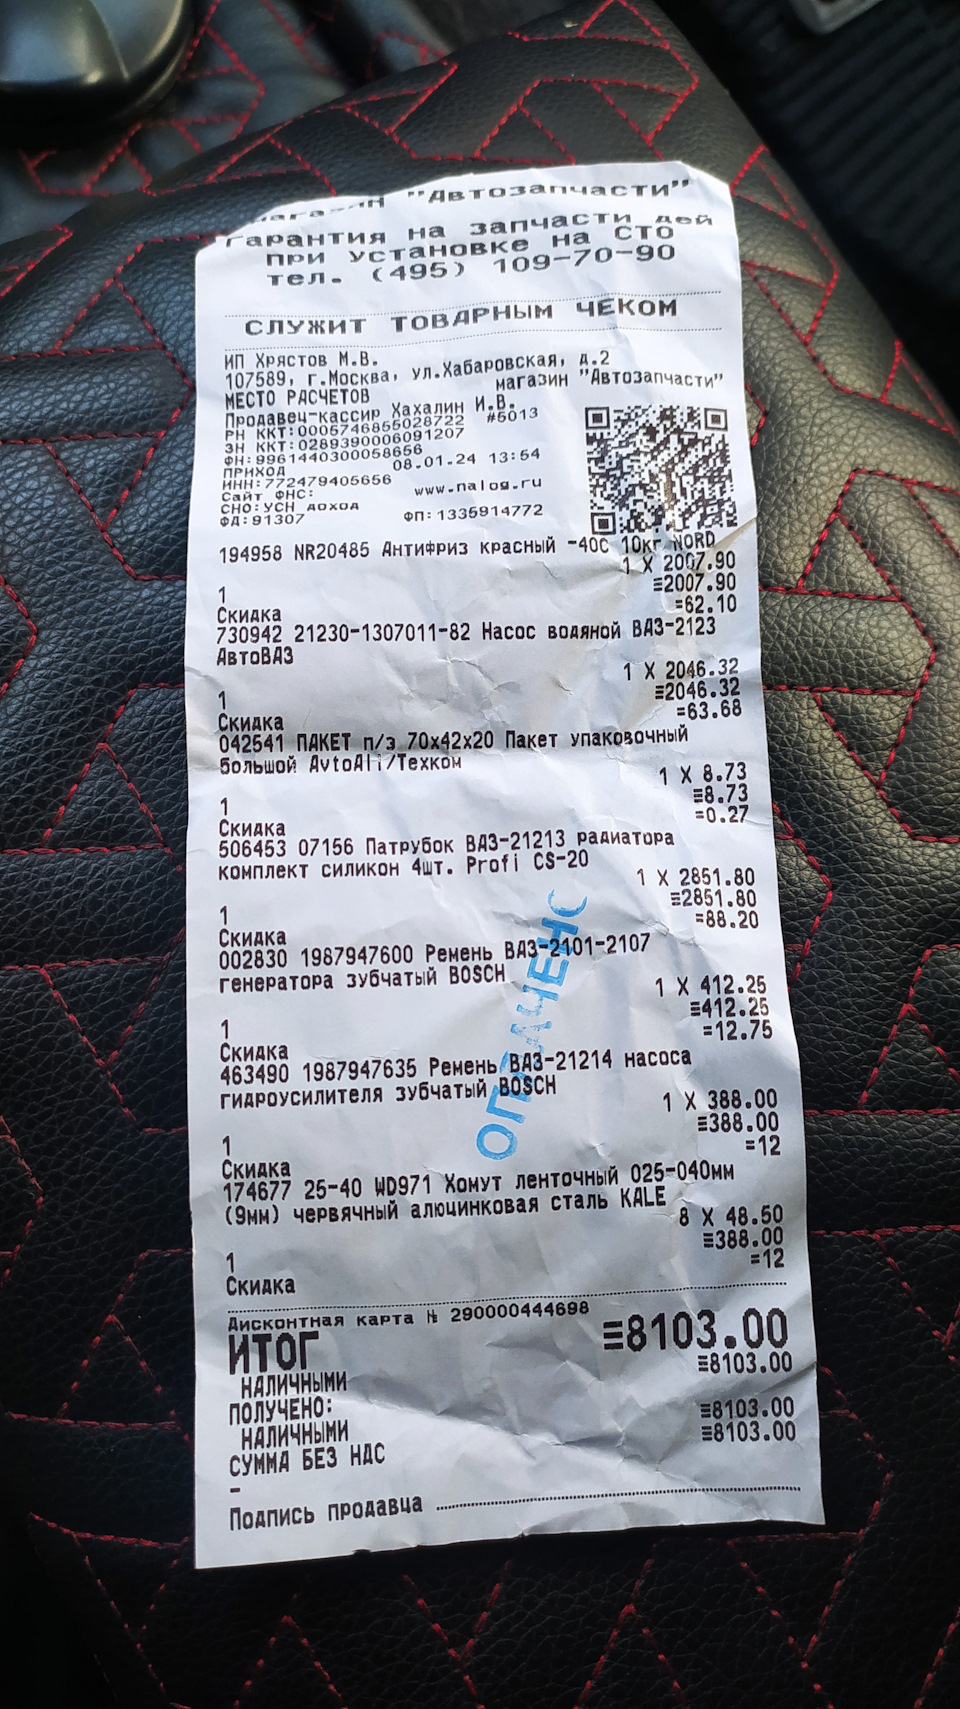 "Автозапчасти"
гарантия на запчасти дей
при установке на СТО
тел. (495) 109-70-90
СЛУЖИТ ТОВАРНЫМ ЧЕКОМ
ИП Хрястов М.В.
107589, г.Москва, ул.Хабаровская, д.2
магазин "Автозапчасти"
МЕСТО РАСЧЕТОВ
Продавец-кассир Хахалин И.В.
РН ККТ:0005746855028722 #5013
ЗН ККТ:0289390006091207
ФН:9961440300058656
ПРИХОД 08.01.24 13:54
ИНН:772479405656
Сайт ФНС: www.nalog.ru
СНО:УСН доход
ФД:91307 ФП:1335914772
194958 NR20485 Антифриз красный -40С 10кг NORD
1 X 2007.90
1 ≡2007.90
Скидка =62.10
730942 21230-1307011-82 Насос водяной ВАЗ-2123
АвтоВАЗ
1 X 2046.32
1 ≡2046.32
Скидка =63.68
042541 ПАКЕТ п/э 70х42х20 Пакет упаковочный
большой AvtoAll/Техком
1 X 8.73
1 ≡8.73
Скидка =0.27
506453 07156 Патрубок ВАЗ-21213 радиатора
комплект силикон 4шт. Profi CS-20
1 X 2851.80
1 ≡2851.80
Скидка =88.20
002830 1987947600 Ремень ВАЗ-2101-2107
генератора зубчатый BOSCH
1 X 412.25
1 ≡412.25
Скидка =12.75
463490 1987947635 Ремень ВАЗ-21214 насоса
гидроусилителя зубчатый BOSCH
1 X 388.00
1 ≡388.00
Скидка =12
174677 25-40 WD971 Хомут ленточный 025-040мм
(9мм) червячный алюцинковая сталь KALE
8 X 48.50
1 ≡388.00
Скидка =12
Дисконтная карта № 290000444698
ИТОГ ≡8103.00
НАЛИЧНЫМИ ≡8103.00
ПОЛУЧЕНО:
НАЛИЧНЫМИ ≡8103.00
СУММА БЕЗ НДС ≡8103.00
-
Подпись продавца
ОПЛАЧЕНО